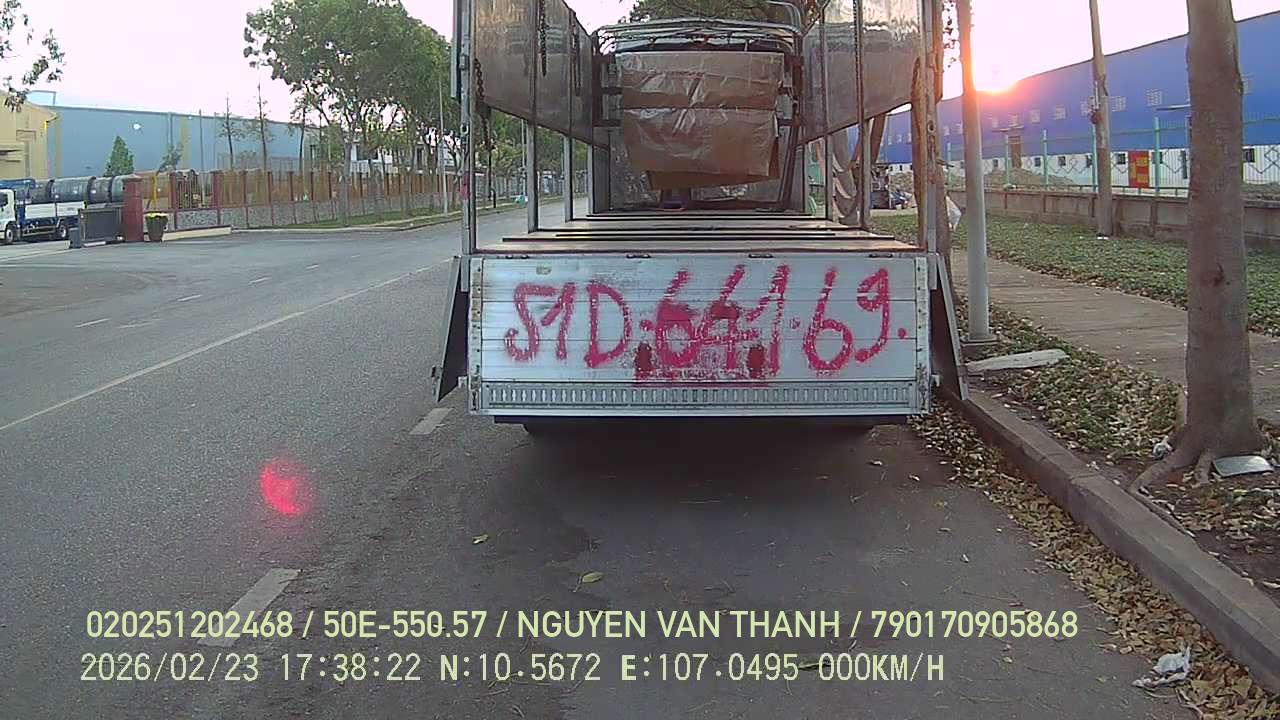 51D-641.69.
020251202468 / 50E-550.57 / NGUYEN VAN THANH / 790170905868
2026/02/23 17:38:22 N:10.5672 E:107.0495 000KM/H